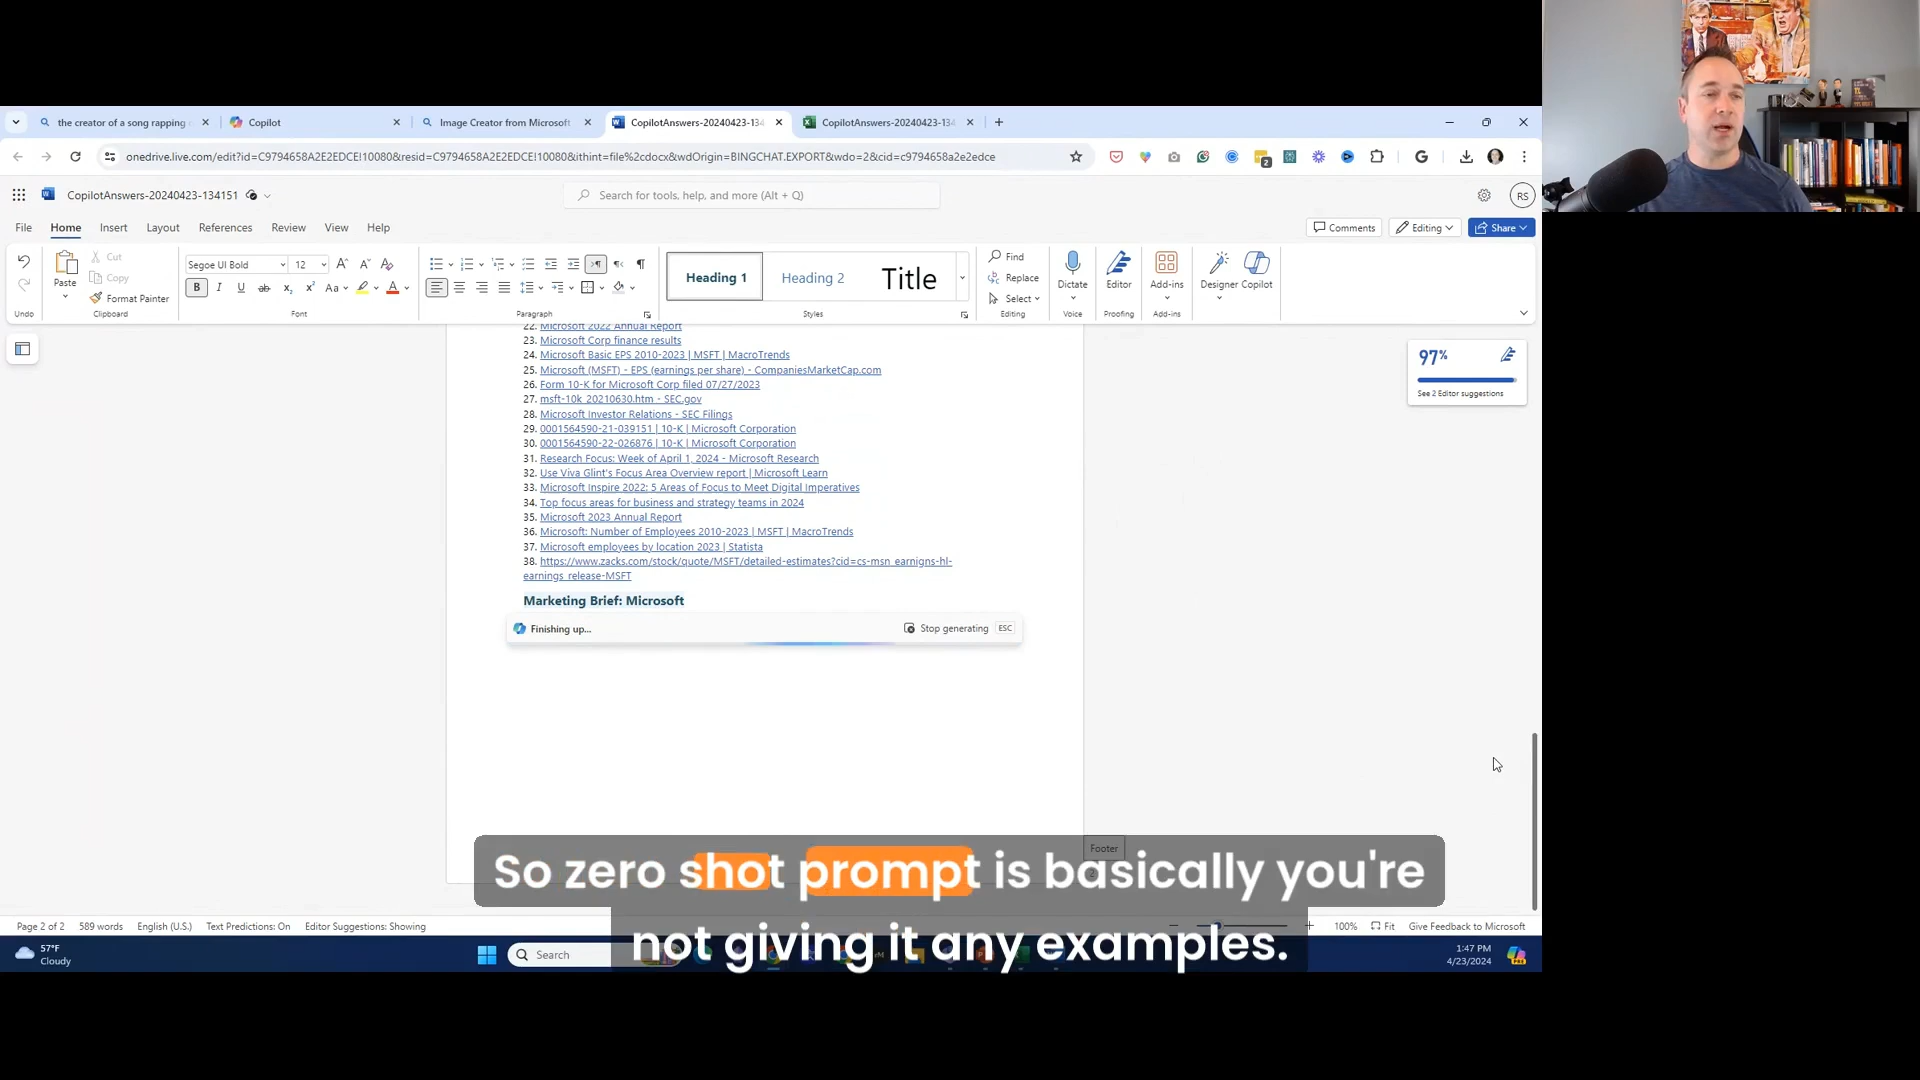 the creator of a song rapping
Copilot
Image Creator from Microsoft
CopilotAnswers-20240423-134
CopilotAnswers-20240423-134
onedrive.live.com/edit?id=C9794658A2E2EDCE!10080&resid=C9794658A2E2EDCE!10080&ithint=file%2cdocx&wdOrigin=BINGCHAT.EXPORT&wdo=2&cid=c9794658a2e2edce
CopilotAnswers-20240423-134151
Search for tools, help, and more (Alt + Q)
RS
File Home Insert Layout References Review View Help
Comments Editing Share
Undo
Paste Cut Copy Format Painter
Clipboard
Segoe UI Bold 12
Font
Paragraph
Heading 1 Heading 2 Title
Styles
Find
Replace
Select
Editing
Dictate
Voice
Editor
Proofing
Add-ins
Add-ins
Designer Copilot
22. Microsoft 2022 Annual Report
23. Microsoft Corp finance results
24. Microsoft Basic EPS 2010-2023 | MSFT | MacroTrends
25. Microsoft (MSFT) - EPS (earnings per share) - CompaniesMarketCap.com
26. Form 10-K for Microsoft Corp filed 07/27/2023
27. msft-10k_20210630.htm - SEC.gov
28. Microsoft Investor Relations - SEC Filings
29. 0001564590-21-039151 | 10-K | Microsoft Corporation
30. 0001564590-22-026876 | 10-K | Microsoft Corporation
31. Research Focus: Week of April 1, 2024 - Microsoft Research
32. Use Viva Glint's Focus Area Overview report | Microsoft Learn
33. Microsoft Inspire 2022: 5 Areas of Focus to Meet Digital Imperatives
34. Top focus areas for business and strategy teams in 2024
35. Microsoft 2023 Annual Report
36. Microsoft: Number of Employees 2010-2023 | MSFT | MacroTrends
37. Microsoft employees by location 2023 | Statista
38. https://www.zacks.com/stock/quote/MSFT/detailed-estimates?cid=cs-msn_earnigns-hl-
earnings_release-MSFT
Marketing Brief: Microsoft
Finishing up... Stop generating ESC
97%
See 2 Editor suggestions
Footer
So zero shot prompt is basically you're
not giving it any examples.
Page 2 of 2 589 words English (U.S.) Text Predictions: On Editor Suggestions: Showing
100% Fit Give Feedback to Microsoft
57°F
Cloudy
Search
1:47 PM
4/23/2024